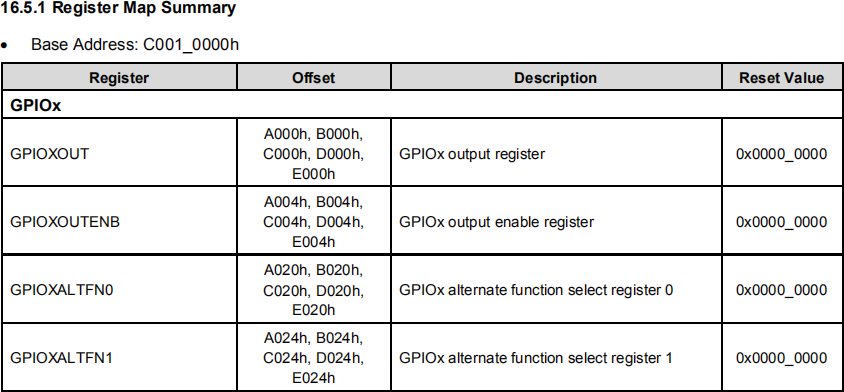 16.5.1 Register Map Summary
• Base Address: C001_0000h
Register Offset Description Reset Value
GPIOx
GPIOXOUT A000h, B000h, C000h, D000h, E000h GPIOx output register 0x0000_0000
GPIOXOUTENB A004h, B004h, C004h, D004h, E004h GPIOx output enable register 0x0000_0000
GPIOXALTFN0 A020h, B020h, C020h, D020h, E020h GPIOx alternate function select register 0 0x0000_0000
GPIOXALTFN1 A024h, B024h, C024h, D024h, E024h GPIOx alternate function select register 1 0x0000_0000